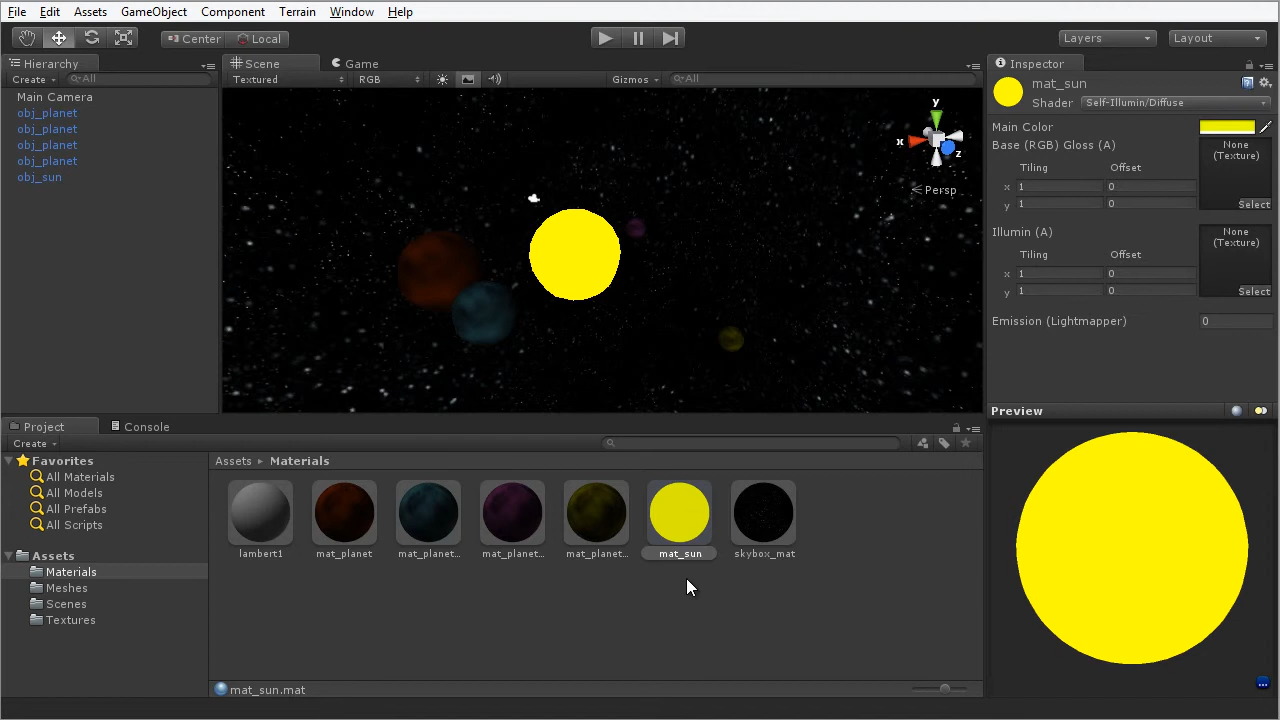 File Edit Assets GameObject Component Terrain Window Help
Center Local Layers Layout
Hierarchy Scene Game Inspector
Create All Textured RGB Gizmos All
mat_sun
Shader Self-Illumin/Diffuse
Main Camera
obj_planet
obj_planet
obj_planet
obj_planet
obj_sun
y
x
z
Persp
Main Color
Base (RGB) Gloss (A) None
(Texture)
Tiling Offset
x 1 0
y 1 0 Select
Illumin (A) None
(Texture)
Tiling Offset
x 1 0
y 1 0 Select
Emission (Lightmapper) 0
Preview
Project Console
Create
Favorites
All Materials
All Models
All Prefabs
All Scripts
Assets
Materials
Meshes
Scenes
Textures
Assets Materials
lambert1 mat_planet mat_planet... mat_planet... mat_planet... mat_sun skybox_mat
mat_sun.mat